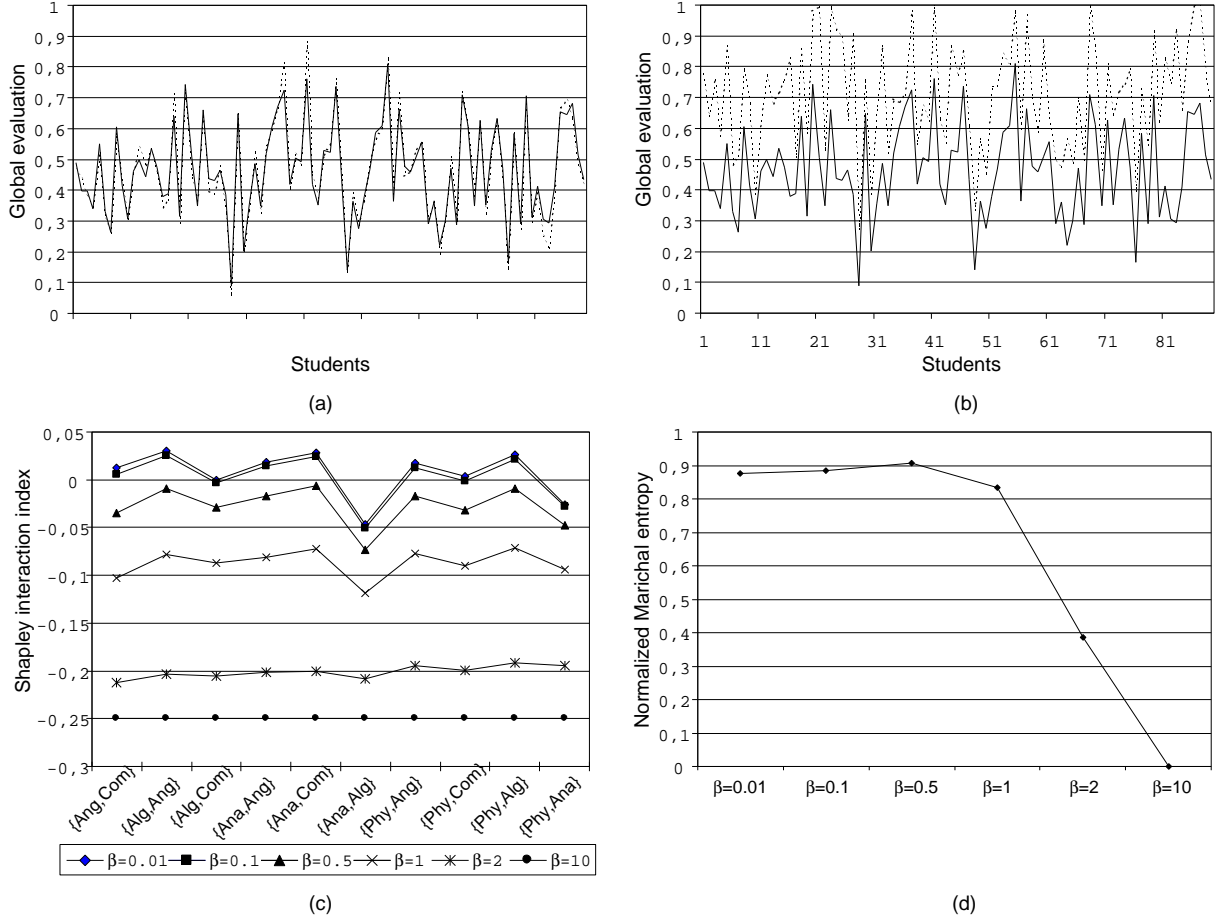 1
0,9
0,8
0,7
0,6
0,5
0,4
0,3
0,2
0,1
0
Global evaluation
Students
(a)
1
0,9
0,8
0,7
0,6
0,5
0,4
0,3
0,2
0,1
0
Global evaluation
1 11 21 31 41 51 61 71 81
Students
(b)
0,05
0
-0,05
-0,1
-0,15
-0,2
-0,25
-0,3
Shapley interaction index
{Ang,Com} {Alg,Ang} {Alg,Com} {Ana,Ang} {Ana,Com} {Ana,Alg} {Phy,Ang} {Phy,Com} {Phy,Alg} {Phy,Ana}
β=0.01 β=0.1 β=0.5 β=1 β=2 β=10
(c)
1
0,9
0,8
0,7
0,6
0,5
0,4
0,3
0,2
0,1
0
Normalized Marichal entropy
β=0.01 β=0.1 β=0.5 β=1 β=2 β=10
(d)